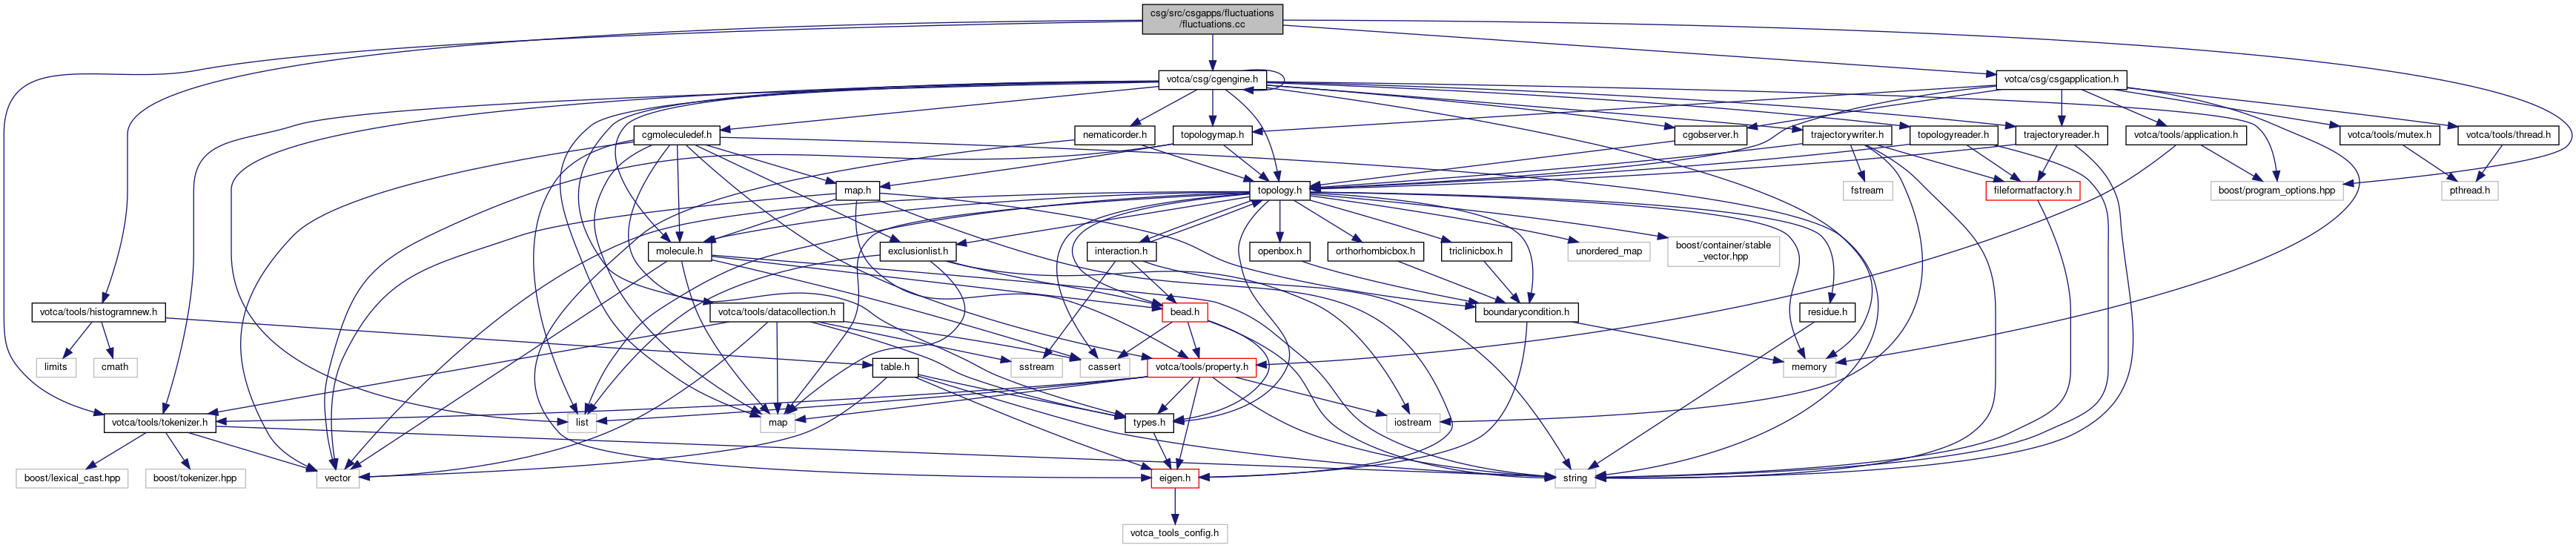 csg/src/csgapps/fluctuations
/fluctuations.cc
votca/csg/cgengine.h
votca/csg/csgapplication.h
cgmoleculedef.h
nematicorder.h
topologymap.h
cgobserver.h
trajectorywriter.h
topologyreader.h
trajectoryreader.h
votca/tools/application.h
votca/tools/mutex.h
votca/tools/thread.h
map.h
topology.h
fstream
fileformatfactory.h
boost/program_options.hpp
pthread.h
molecule.h
exclusionlist.h
interaction.h
openbox.h
orthorhombicbox.h
triclinicbox.h
unordered_map
boost/container/stable
_vector.hpp
votca/tools/histogramnew.h
votca/tools/datacollection.h
bead.h
boundarycondition.h
residue.h
limits
cmath
table.h
sstream
cassert
votca/tools/property.h
memory
votca/tools/tokenizer.h
list
map
types.h
iostream
boost/lexical_cast.hpp
boost/tokenizer.hpp
vector
eigen.h
string
votca_tools_config.h